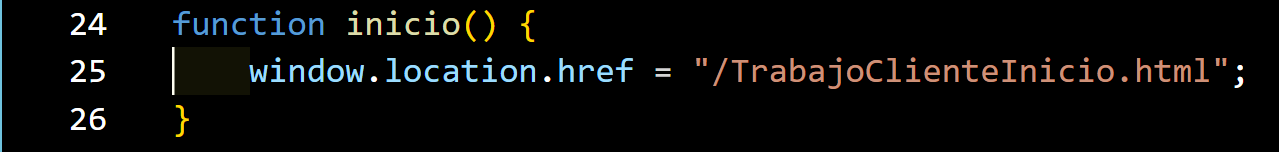 24 function inicio() {
25     window.location.href = "/TrabajoClienteInicio.html";
26 }